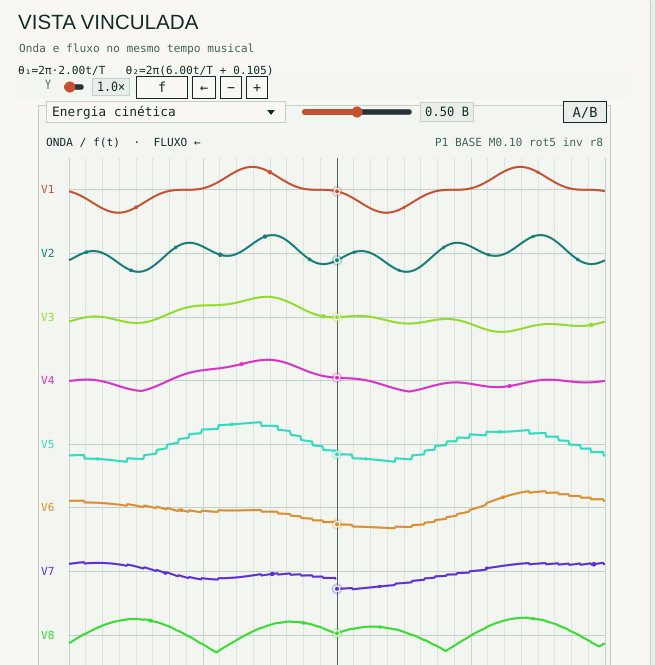 VISTA VINCULADA
Onda e fluxo no mesmo tempo musical
θ₁=2π·2.00t/T θ₂=2π(6.00t/T + 0.105)
Y 1.0× f ← − +
Energia cinética 0.50 B A/B
ONDA / f(t) · FLUXO ← P1 BASE M0.10 rot5 inv r8
V1
V2
V3
V4
V5
V6
V7
V8